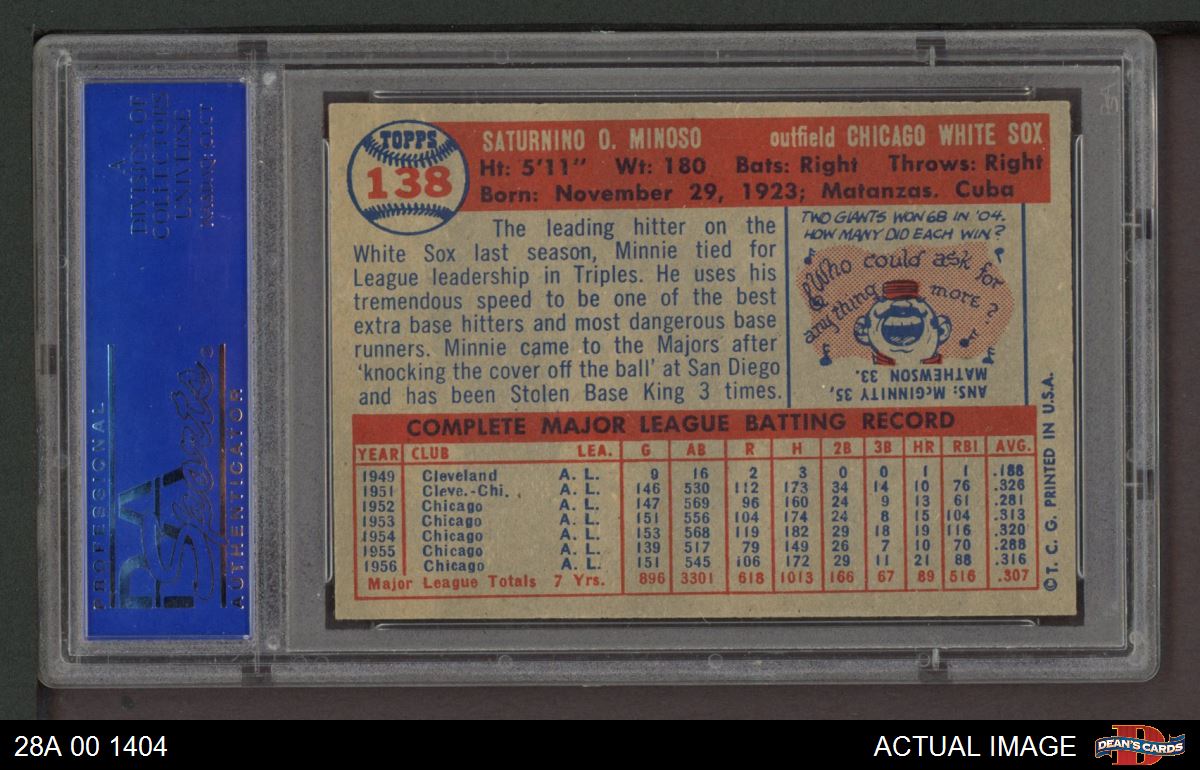 A
DIVISION OF
COLLECTORS
UNIVERSE
NASDAQ: CLCT
PROFESSIONAL
PSA
Sports
AUTHENTICATOR
TOPPS
138
SATURNINO O. MINOSO outfield CHICAGO WHITE SOX
Ht: 5'11" Wt: 180 Bats: Right Throws: Right
Born: November 29, 1923; Matanzas. Cuba
The leading hitter on the
White Sox last season, Minnie tied for
League leadership in Triples. He uses his
tremendous speed to be one of the best
extra base hitters and most dangerous base
runners. Minnie came to the Majors after
'knocking the cover off the ball' at San Diego
and has been Stolen Base King 3 times.
TWO GIANTS WON 68 IN '04.
HOW MANY DID EACH WIN?
Who could ask for
anything more?
ANS: McGINNITY 35,
MATHEWSON 33.
COMPLETE MAJOR LEAGUE BATTING RECORD
YEAR CLUB LEA. G AB R H 2B 3B HR RBI AVG.
1949 Cleveland A. L. 9 16 2 3 0 0 1 1 .188
1951 Cleve.-Chi. A. L. 146 530 112 173 34 14 10 76 .326
1952 Chicago A. L. 147 569 96 160 24 9 13 61 .281
1953 Chicago A. L. 151 556 104 174 24 8 15 104 .313
1954 Chicago A. L. 153 568 119 182 29 18 19 116 .320
1955 Chicago A. L. 139 517 79 149 26 7 10 70 .288
1956 Chicago A. L. 151 545 106 172 29 11 21 88 .316
Major League Totals 7 Yrs. 896 3301 618 1013 166 67 89 516 .307
© T. C. G. PRINTED IN U.S.A.
28A 00 1404
ACTUAL IMAGE
DEAN'S CARDS